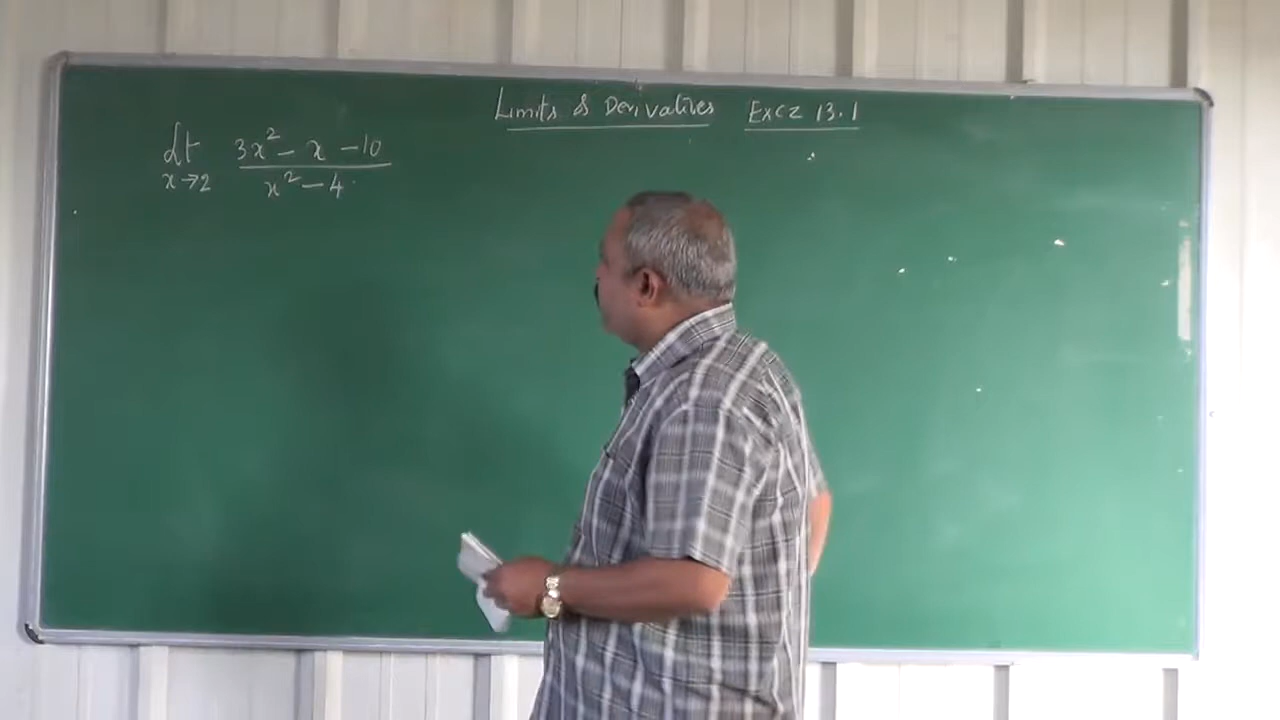 Limits & Derivatives Excz 13.1
lt 3x² - x - 10
x→2 x² - 4